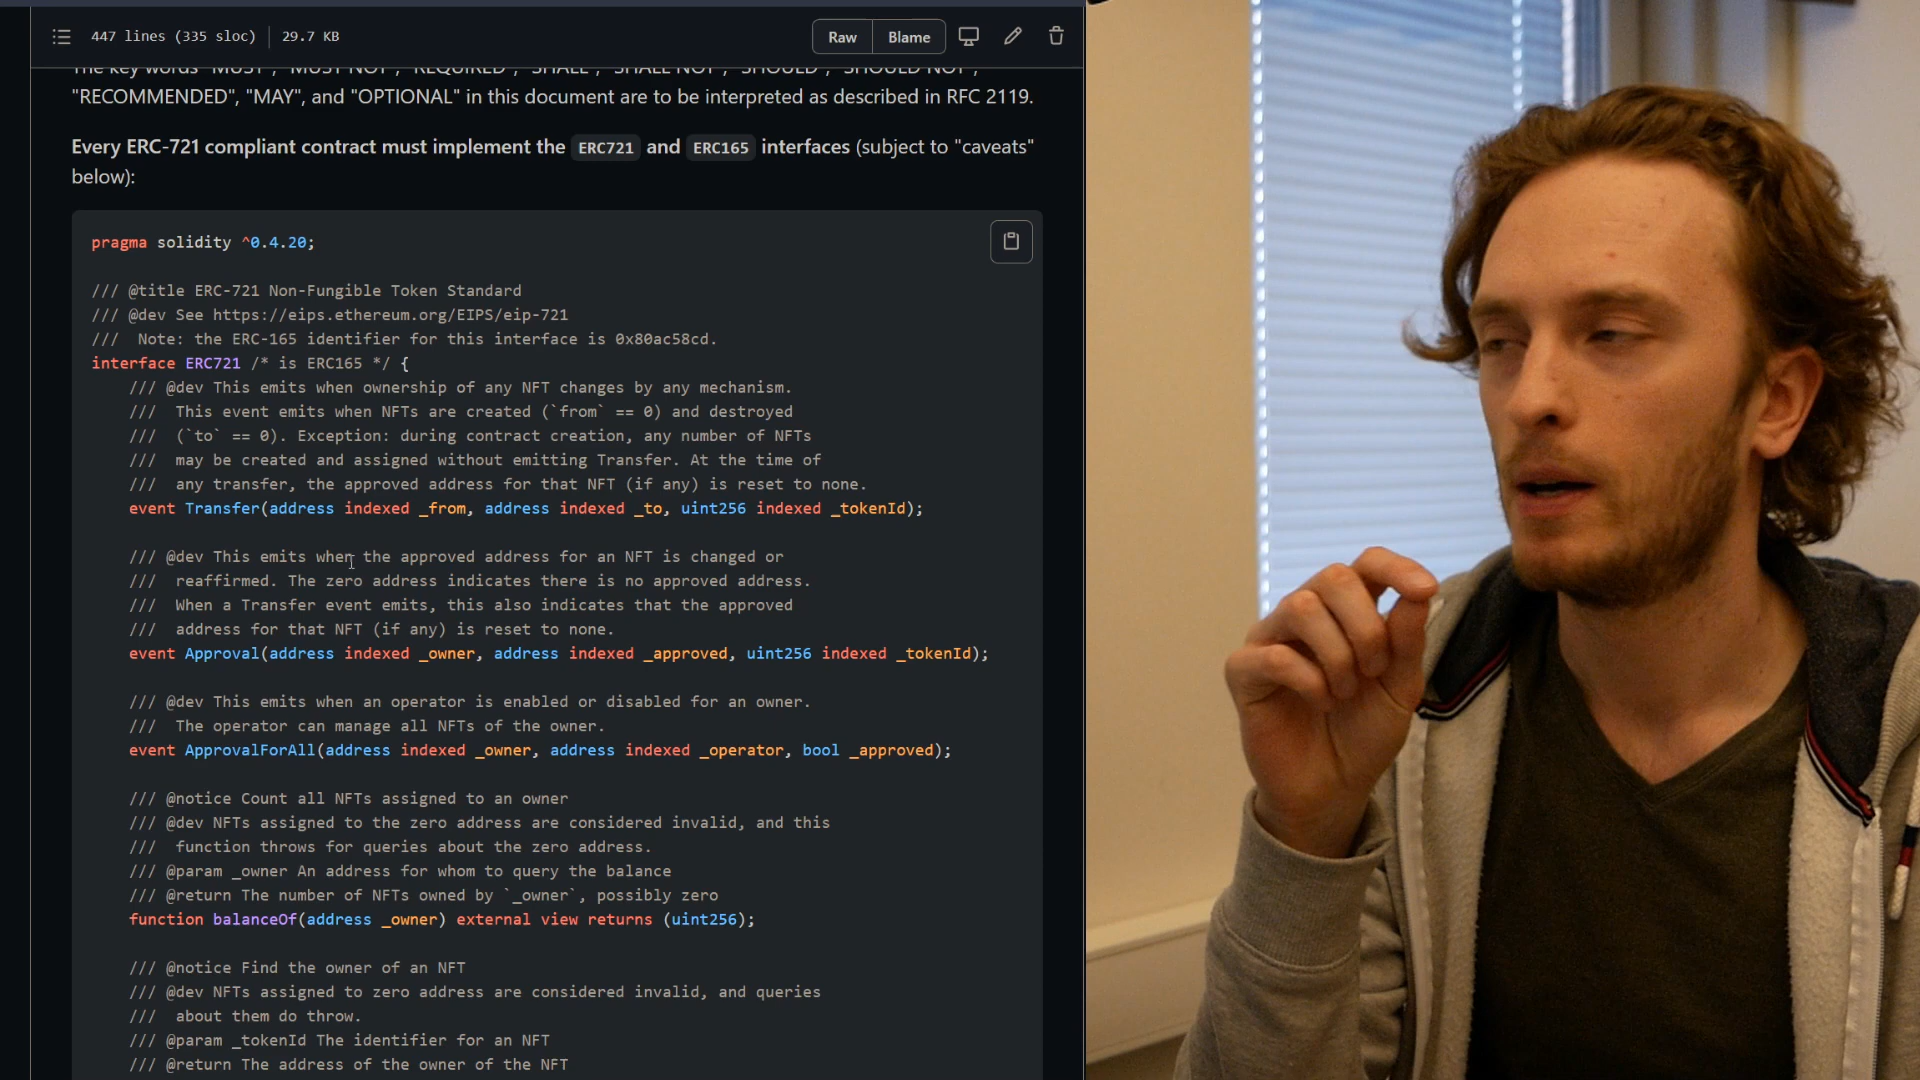 447 lines (335 sloc) 29.7 KB Raw Blame
The key words "MUST", "MUST NOT", "REQUIRED", "SHALL", "SHALL NOT", "SHOULD", "SHOULD NOT",
"RECOMMENDED", "MAY", and "OPTIONAL" in this document are to be interpreted as described in RFC 2119.
Every ERC-721 compliant contract must implement the ERC721 and ERC165 interfaces (subject to "caveats"
below):
pragma solidity ^0.4.20;
/// @title ERC-721 Non-Fungible Token Standard
/// @dev See https://eips.ethereum.org/EIPS/eip-721
///  Note: the ERC-165 identifier for this interface is 0x80ac58cd.
interface ERC721 /* is ERC165 */ {
/// @dev This emits when ownership of any NFT changes by any mechanism.
///  This event emits when NFTs are created (`from` == 0) and destroyed
///  (`to` == 0). Exception: during contract creation, any number of NFTs
///  may be created and assigned without emitting Transfer. At the time of
///  any transfer, the approved address for that NFT (if any) is reset to none.
event Transfer(address indexed _from, address indexed _to, uint256 indexed _tokenId);
/// @dev This emits when the approved address for an NFT is changed or
///  reaffirmed. The zero address indicates there is no approved address.
///  When a Transfer event emits, this also indicates that the approved
///  address for that NFT (if any) is reset to none.
event Approval(address indexed _owner, address indexed _approved, uint256 indexed _tokenId);
/// @dev This emits when an operator is enabled or disabled for an owner.
///  The operator can manage all NFTs of the owner.
event ApprovalForAll(address indexed _owner, address indexed _operator, bool _approved);
/// @notice Count all NFTs assigned to an owner
/// @dev NFTs assigned to the zero address are considered invalid, and this
///  function throws for queries about the zero address.
/// @param _owner An address for whom to query the balance
/// @return The number of NFTs owned by `_owner`, possibly zero
function balanceOf(address _owner) external view returns (uint256);
/// @notice Find the owner of an NFT
/// @dev NFTs assigned to zero address are considered invalid, and queries
///  about them do throw.
/// @param _tokenId The identifier for an NFT
/// @return The address of the owner of the NFT